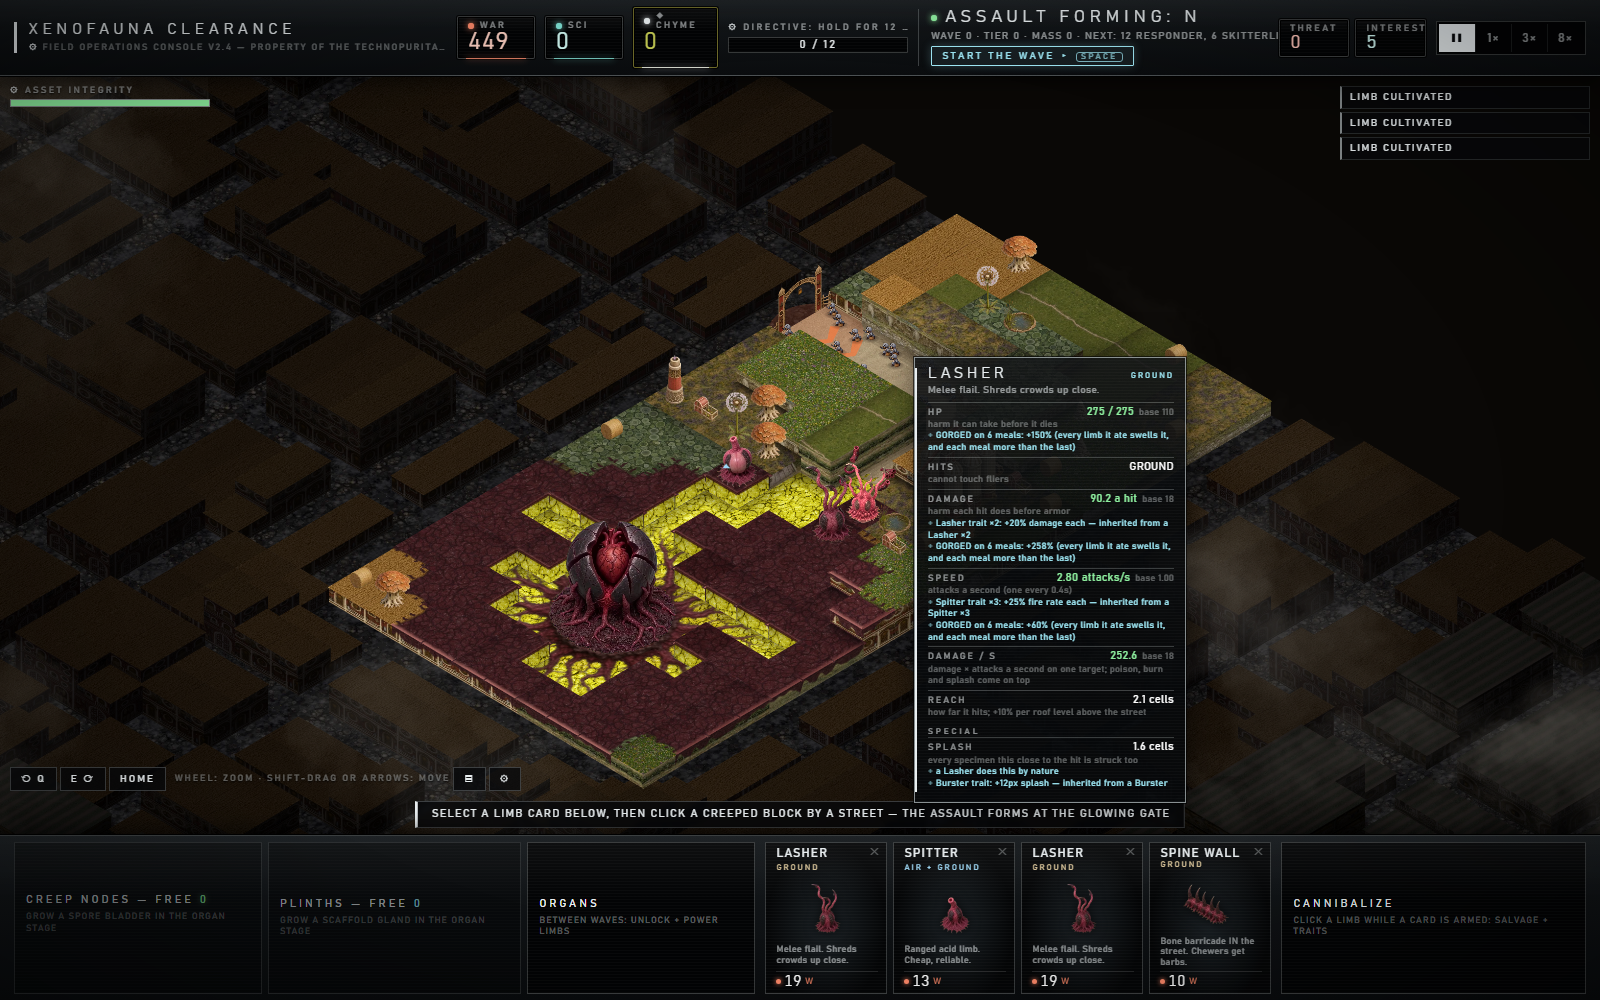 XENOFAUNA CLEARANCE
FIELD OPERATIONS CONSOLE V2.4 — PROPERTY OF THE TECHNOPURITA…
WAR
449
SCI
0
CHYME
0
DIRECTIVE: HOLD FOR 12 …
0 / 12
ASSAULT FORMING: N
WAVE 0 · TIER 0 · MASS 0 · NEXT: 12 RESPONDER, 6 SKITTERLI
START THE WAVE ▸ SPACE
THREAT
0
INTEREST
5
1×
3×
8×
ASSET INTEGRITY
LIMB CULTIVATED
LIMB CULTIVATED
LIMB CULTIVATED
LASHER
GROUND
Melee flail. Shreds crowds up close.
HP 275 / 275 base 110
harm it can take before it dies
+ GORGED on 6 meals: +150% (every limb it ate swells it,
and each meal more than the last)
HITS GROUND
cannot touch fliers
DAMAGE 90.2 a hit base 18
harm each hit does before armor
+ Lasher trait ×2: +20% damage each — inherited from a
Lasher ×2
+ GORGED on 6 meals: +258% (every limb it ate swells it,
and each meal more than the last)
SPEED 2.80 attacks/s base 1.00
attacks a second (one every 0.4s)
+ Spitter trait ×3: +25% fire rate each — inherited from a
Spitter ×3
+ GORGED on 6 meals: +60% (every limb it ate swells it,
and each meal more than the last)
DAMAGE / S 252.6 base 18
damage × attacks a second on one target; poison, burn
and splash come on top
REACH 2.1 cells
how far it hits; +10% per roof level above the street
SPECIAL
SPLASH 1.6 cells
every specimen this close to the hit is struck too
+ a Lasher does this by nature
+ Burster trait: +12px splash — inherited from a Burster
Q
E
HOME
WHEEL: ZOOM · SHIFT-DRAG OR ARROWS: MOVE
SELECT A LIMB CARD BELOW, THEN CLICK A CREEPED BLOCK BY A STREET — THE ASSAULT FORMS AT THE GLOWING GATE
CREEP NODES — FREE 0
GROW A SPORE BLADDER IN THE ORGAN
STAGE
PLINTHS — FREE 0
GROW A SCAFFOLD GLAND IN THE ORGAN
STAGE
ORGANS
BETWEEN WAVES: UNLOCK + POWER
LIMBS
LASHER ×
GROUND
Melee flail. Shreds
crowds up close.
19 W
SPITTER ×
AIR + GROUND
Ranged acid limb.
Cheap, reliable.
13 W
LASHER ×
GROUND
Melee flail. Shreds
crowds up close.
19 W
SPINE WALL ×
GROUND
Bone barricade IN the
street. Chewers get
barbs.
10 W
CANNIBALIZE
CLICK A LIMB WHILE A CARD IS ARMED: SALVAGE +
TRAITS